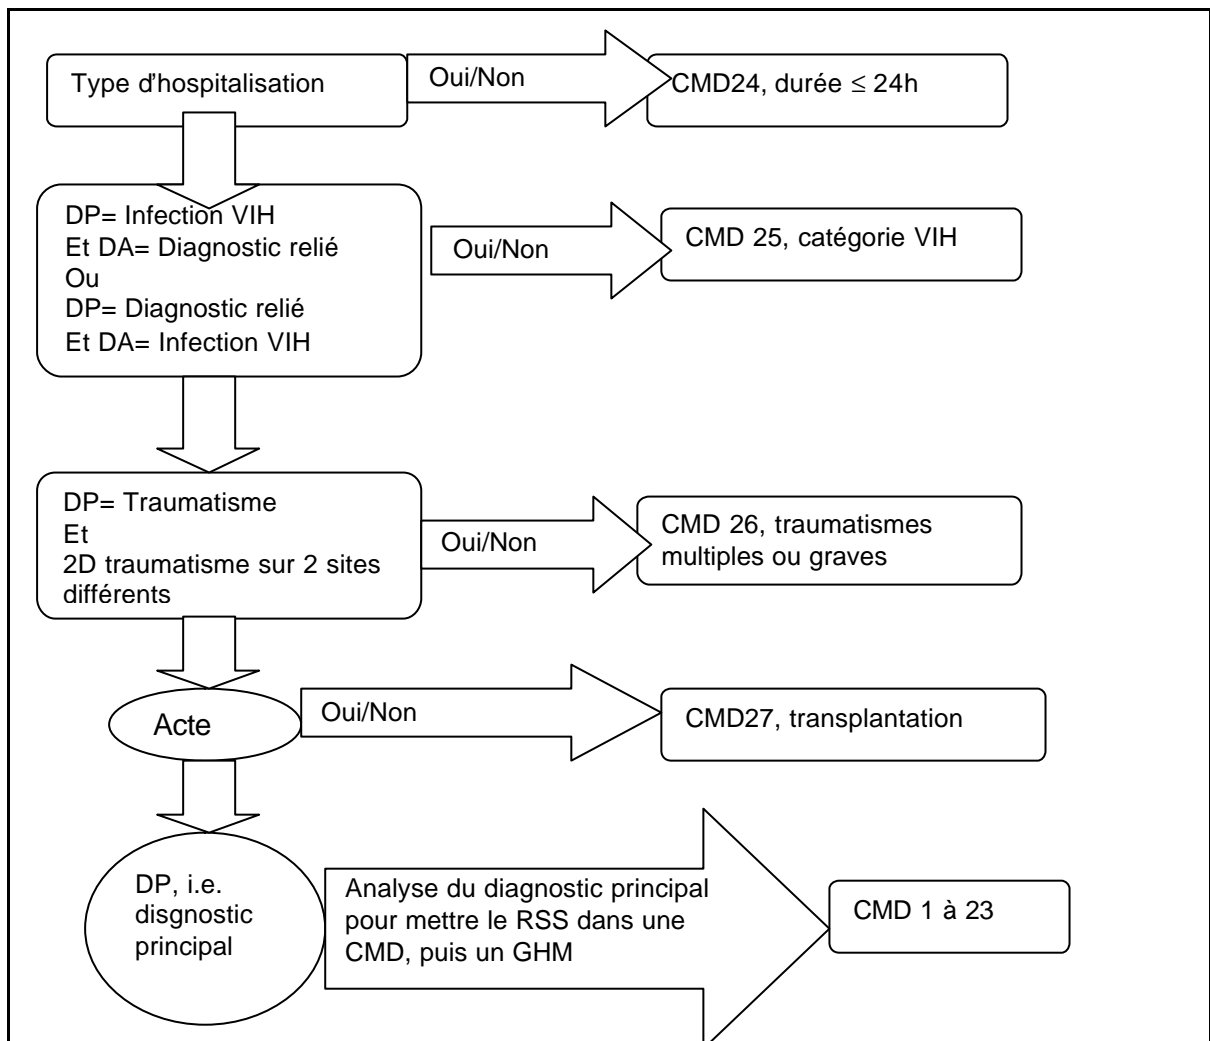 Type d'hospitalisation
Oui/Non
CMD24, durée ≤ 24h
DP= Infection VIH
Et DA= Diagnostic relié
Ou
DP= Diagnostic relié
Et DA= Infection VIH
Oui/Non
CMD 25, catégorie VIH
DP= Traumatisme
Et
2D traumatisme sur 2 sites
différents
Oui/Non
CMD 26, traumatismes
multiples ou graves
Acte
Oui/Non
CMD27, transplantation
DP, i.e.
disgnostic
principal
Analyse du diagnostic principal
pour mettre le RSS dans une
CMD, puis un GHM
CMD 1 à 23